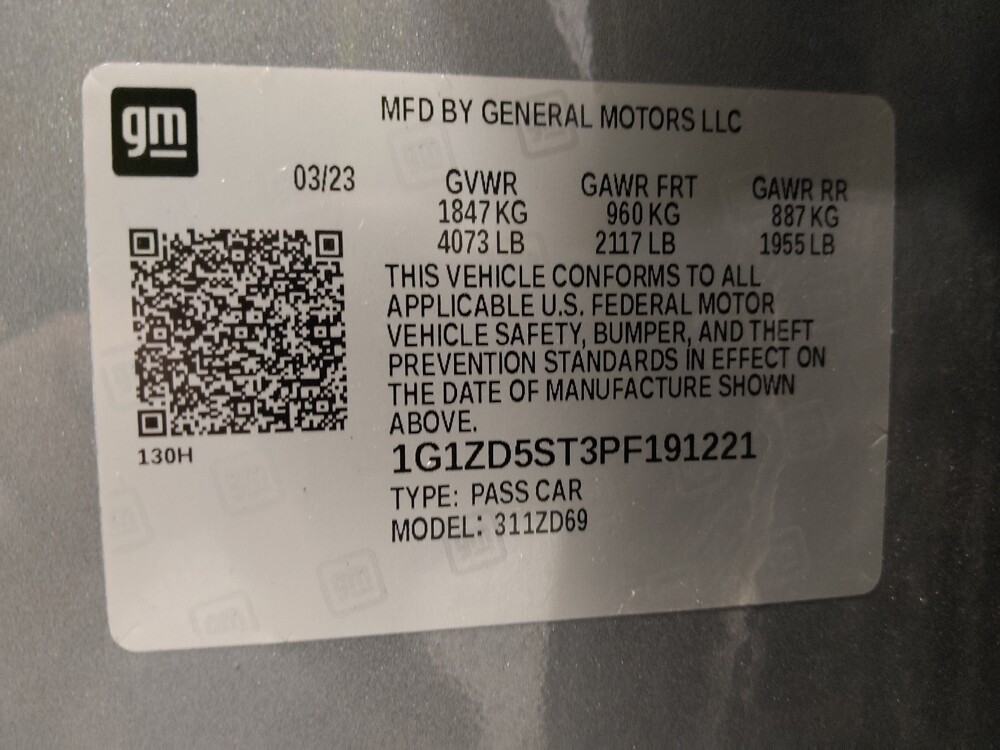 gm
MFD BY GENERAL MOTORS LLC
03/23 GVWR GAWR FRT GAWR RR
1847 KG 960 KG 887 KG
4073 LB 2117 LB 1955 LB
THIS VEHICLE CONFORMS TO ALL
APPLICABLE U.S. FEDERAL MOTOR
VEHICLE SAFETY, BUMPER, AND THEFT
PREVENTION STANDARDS IN EFFECT ON
THE DATE OF MANUFACTURE SHOWN
ABOVE.
130H
1G1ZD5ST3PF191221
TYPE: PASS CAR
MODEL: 311ZD69